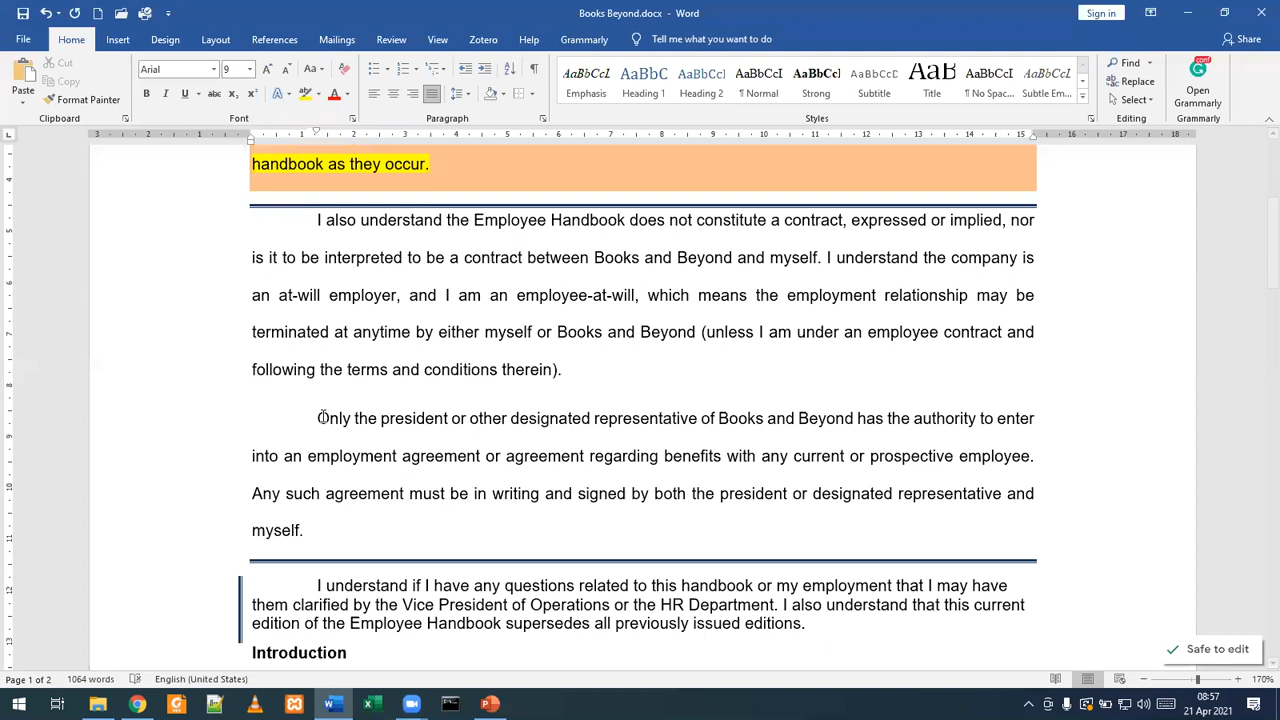 Books Beyond.docx - Word
Sign in
File Home Insert Design Layout References Mailings Review View Zotero Help Grammarly Tell me what you want to do Share
Paste
Cut
Copy
Format Painter
Clipboard
Arial 9
Font
Paragraph
AaBbCcL AaBbC AaBbCcL AaBbCcI AaBbCcI AaBbCcI AaB AaBbCcI AaBbCcL
Emphasis Heading 1 Heading 2 ¶ Normal Strong Subtitle Title ¶ No Spac... Subtle Em...
Styles
Find
Replace
Select
Editing
Open
Grammarly
Grammarly
handbook as they occur.
I also understand the Employee Handbook does not constitute a contract, expressed or implied, nor
is it to be interpreted to be a contract between Books and Beyond and myself. I understand the company is
an at-will employer, and I am an employee-at-will, which means the employment relationship may be
terminated at anytime by either myself or Books and Beyond (unless I am under an employee contract and
following the terms and conditions therein).
Only the president or other designated representative of Books and Beyond has the authority to enter
into an employment agreement or agreement regarding benefits with any current or prospective employee.
Any such agreement must be in writing and signed by both the president or designated representative and
myself.
I understand if I have any questions related to this handbook or my employment that I may have
them clarified by the Vice President of Operations or the HR Department. I also understand that this current
edition of the Employee Handbook supersedes all previously issued editions.
Introduction
Safe to edit
Page 1 of 2 1064 words English (United States) 170%
08:57
21 Apr 2021